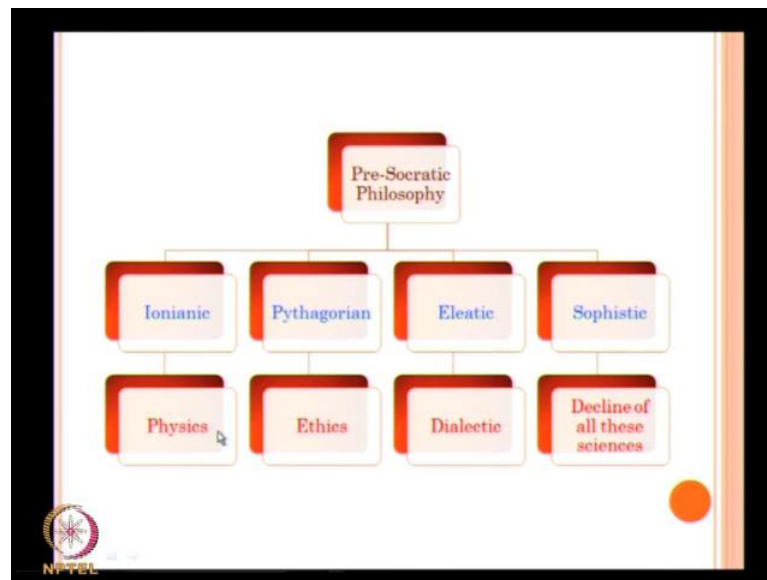 Pre-Socratic
Philosophy
Ionianic
Pythagorian
Eleatic
Sophistic
Physics
Ethics
Dialectic
Decline of
all these
sciences
NPTEL